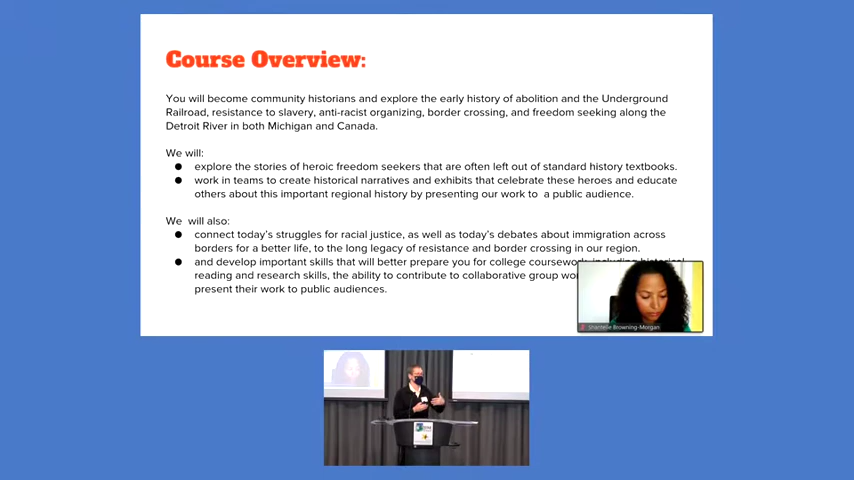 Course Overview:
You will become community historians and explore the early history of abolition and the Underground
Railroad, resistance to slavery, anti-racist organizing, border crossing, and freedom seeking along the
Detroit River in both Michigan and Canada.
We will:
● explore the stories of heroic freedom seekers that are often left out of standard history textbooks.
● work in teams to create historical narratives and exhibits that celebrate these heroes and educate
others about this important regional history by presenting our work to a public audience.
We will also:
● connect today's struggles for racial justice, as well as today's debates about immigration across
borders for a better life, to the long legacy of resistance and border crossing in our region.
● and develop important skills that will better prepare you for college coursework, including historical
reading and research skills, the ability to contribute to collaborative group
present their work to public audiences.
Shantelle Browning-Morgan